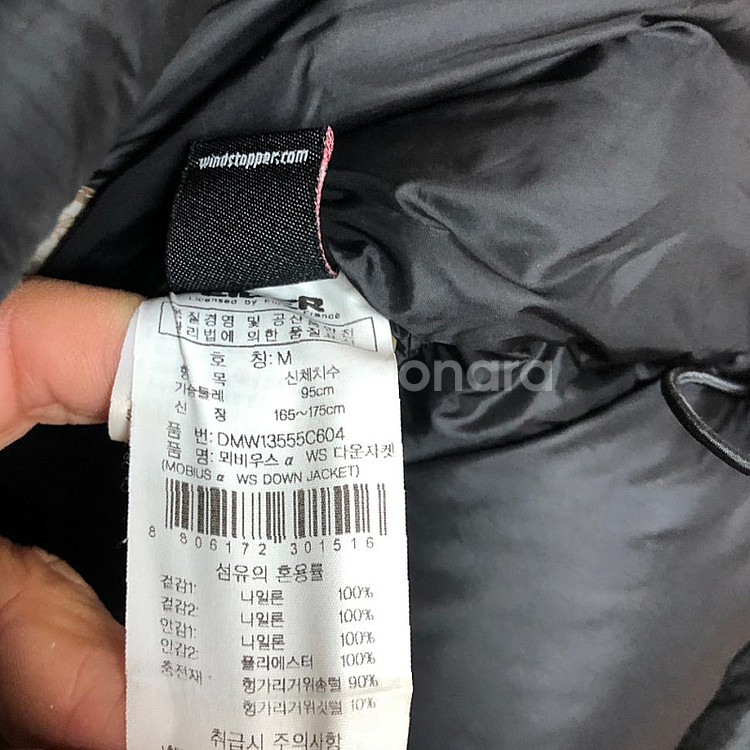 windstopper.com
Licensed by
France
품질경영 및 공산
리법에 의한 품질
호 칭: M
항 목 신체치수
가슴둘레 95cm
신 장 165~175cm
품 번: DMW13555C604
품 명: 뫼비우스 α WS 다운자켓
(MOBIUS α WS DOWN JACKET)
8 806172 301516
섬유의 혼용률
겉감1: 나일론 100%
겉감2: 나일론 100%
안감1: 나일론 100%
안감2: 폴리에스터 100%
충전재: 헝가리거위솜털 90%
헝가리거위깃털 10%
취급시 주의사항
onara